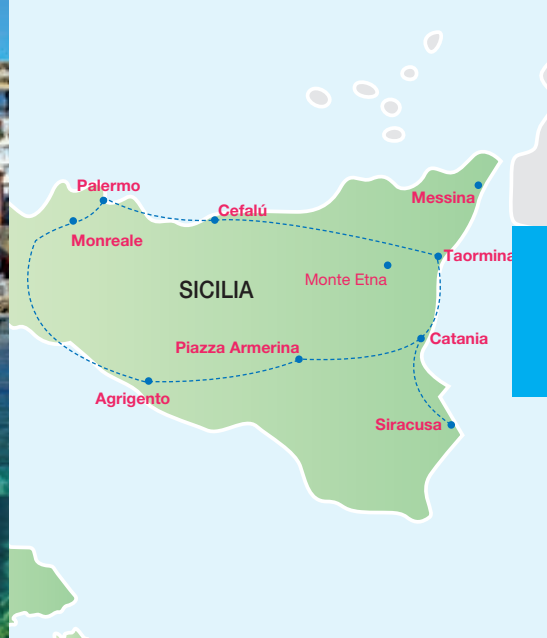 Palermo
Messina
Cefalú
Monreale
Taormina
Monte Etna
SICILIA
Catania
Piazza Armerina
Agrigento
Siracusa